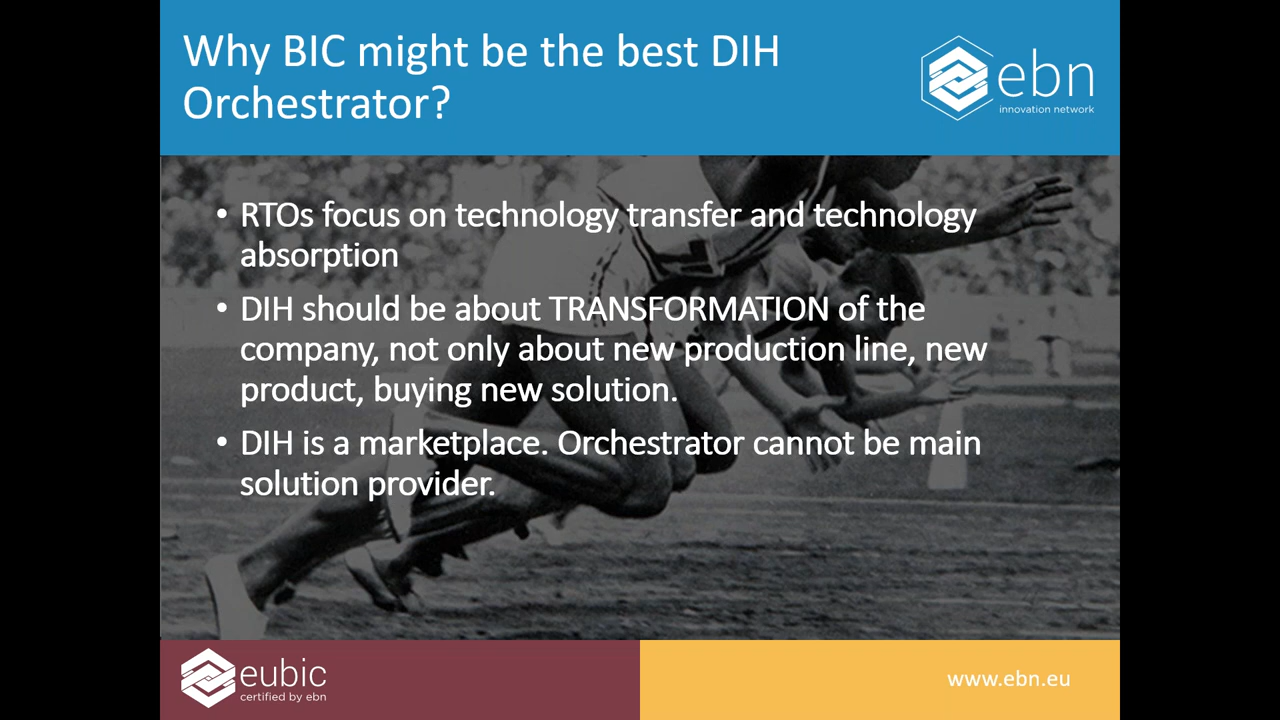 Why BIC might be the best DIH
Orchestrator?
ebn
innovation network
• RTOs focus on technology transfer and technology
absorption
• DIH should be about TRANSFORMATION of the
company, not only about new production line, new
product, buying new solution.
• DIH is a marketplace. Orchestrator cannot be main
solution provider.
eubic
certified by ebn
www.ebn.eu